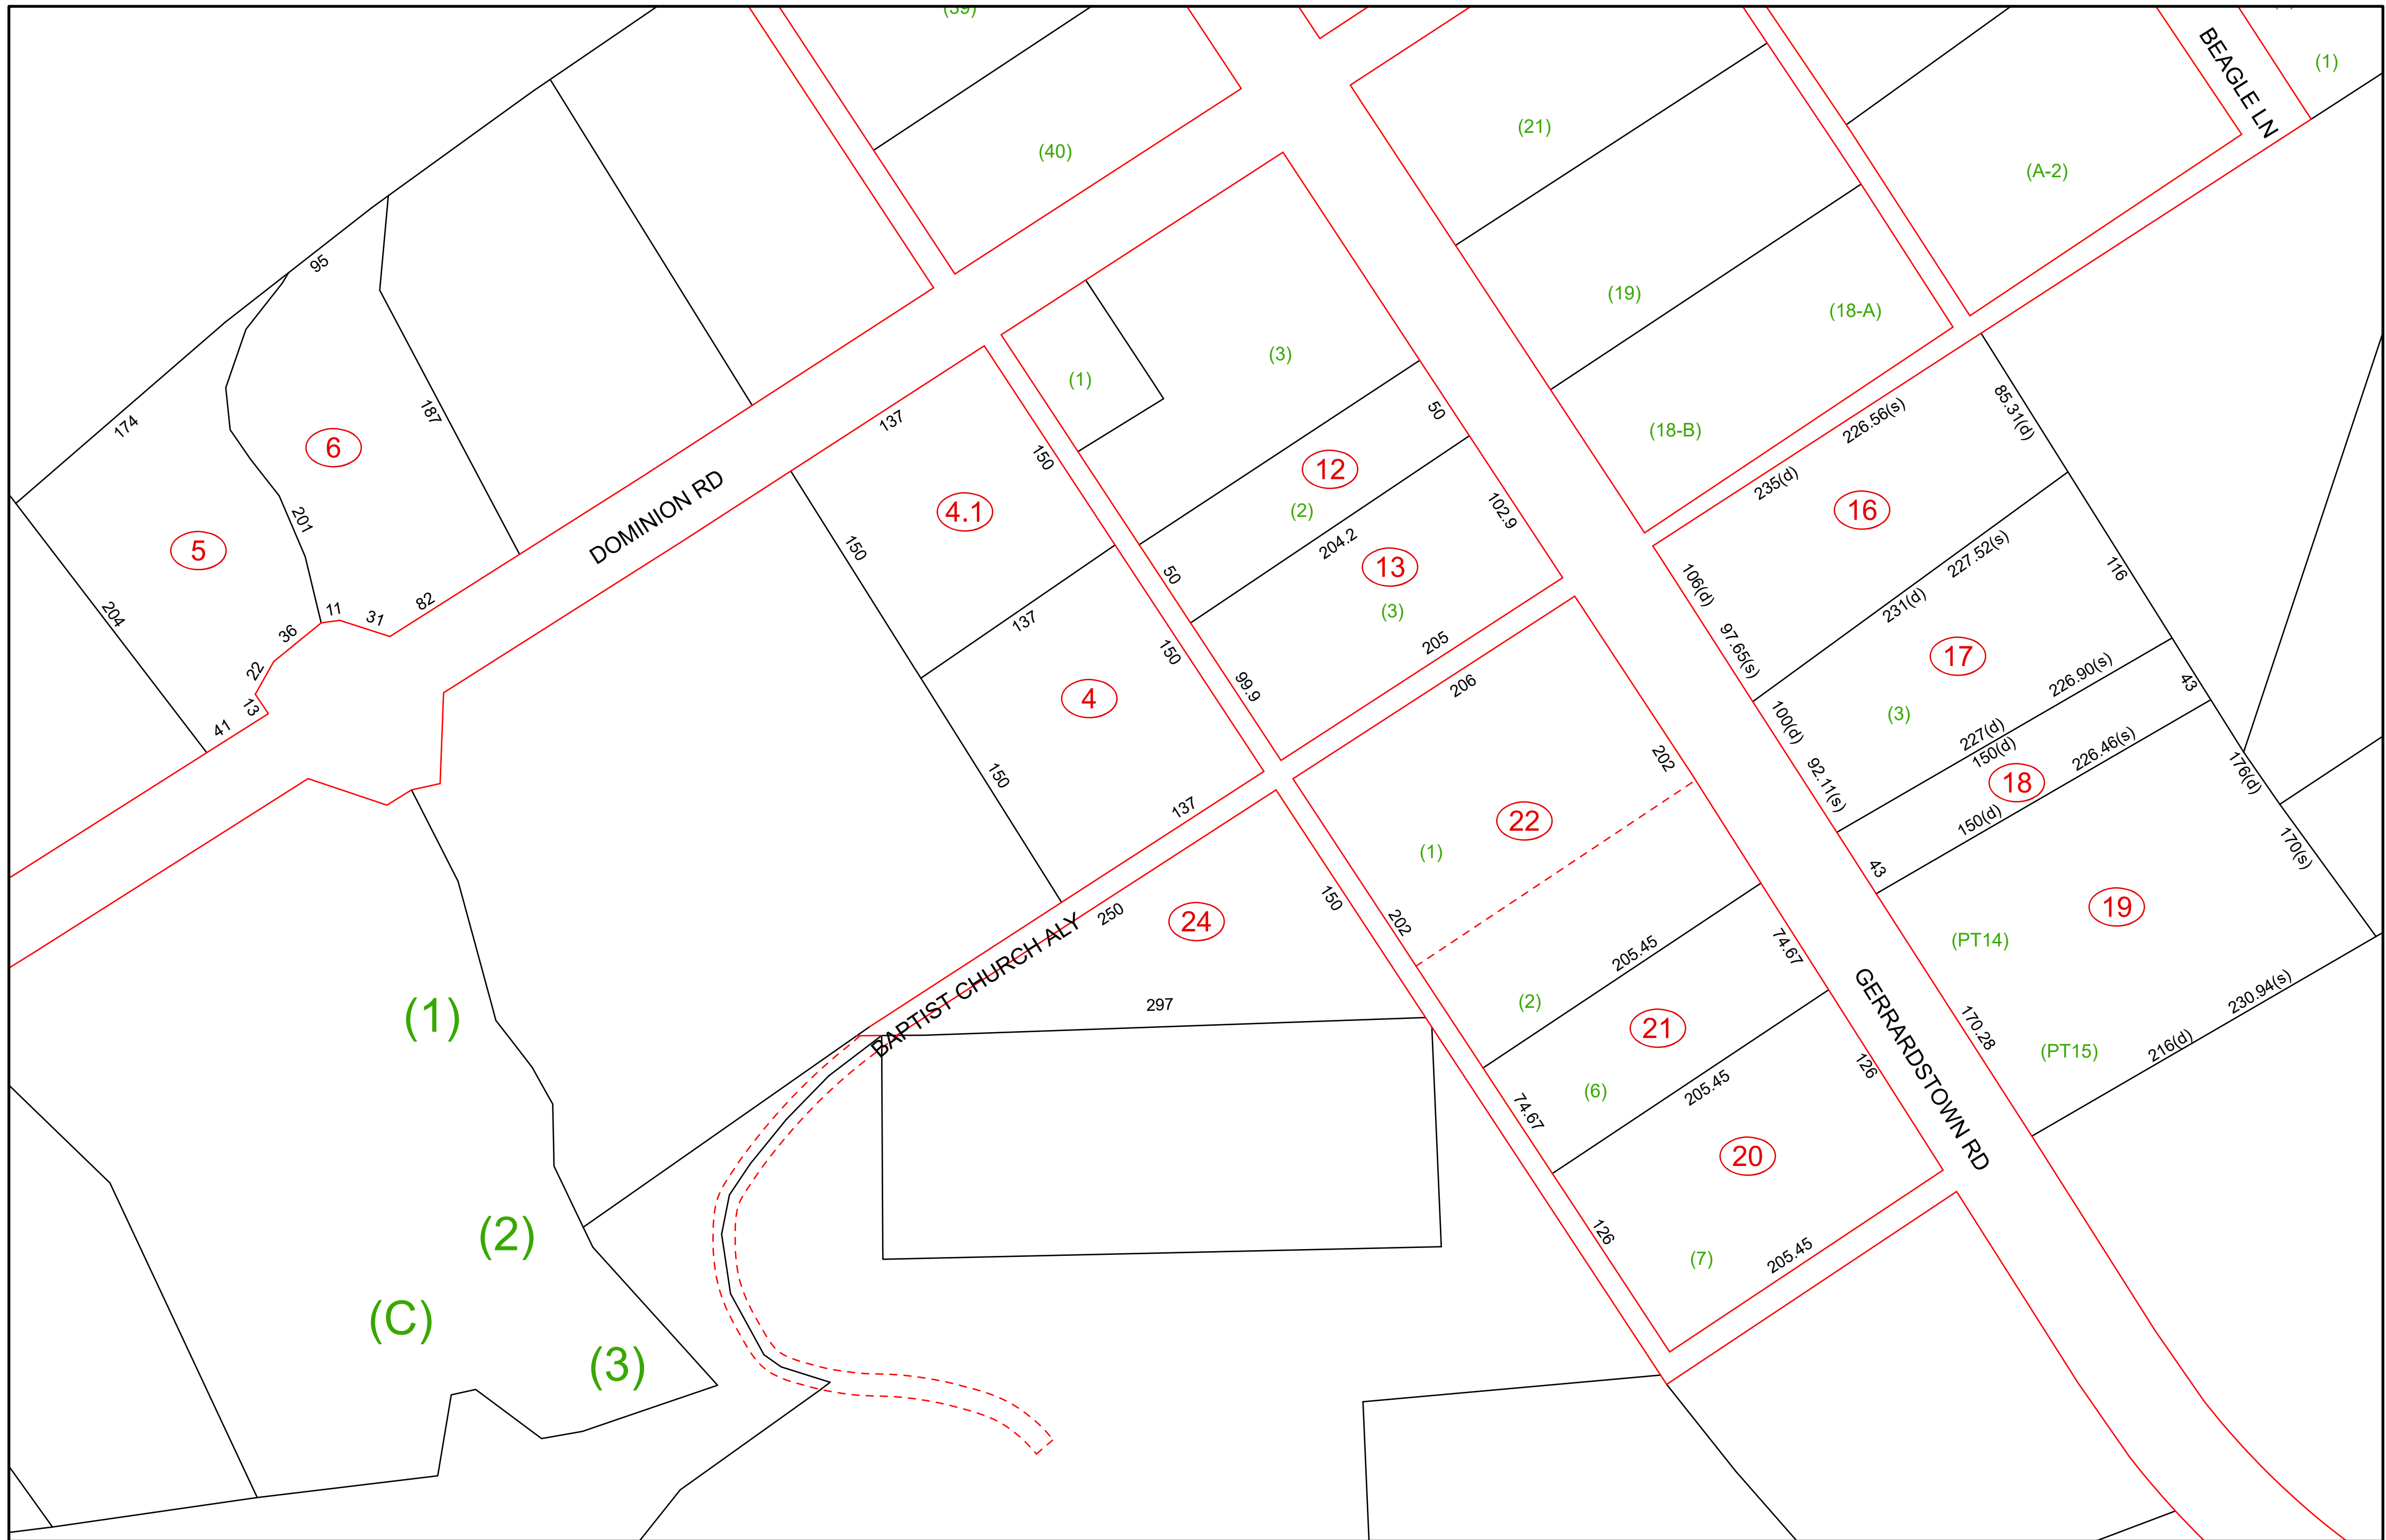 (39)
BEAGLE LN
(1)
(21)
(40)
(A-2)
95
(19)
(18-A)
(3)
(1)
174
6
187
137
150
50
12
(18-B)
226.56(s)
85.31(d)
235(d)
16
4.1
(2)
102.9
201
DOMINION RD
150
204.2
13
(3)
227.52(s)
116
5
204
11
31
82
36
22
13
41
137
50
150
99.9
205
206
106(d)
97.65(s)
231(d)
17
(3)
226.90(s)
43
4
100(d)
227(d)
150(d)
226.46(s)
18
176(d)
92.11(s)
150(d)
170(s)
150
137
202
22
(1)
43
19
(PT14)
250
24
150
202
BAPTIST CHURCH ALY
205.45
74.67
(2)
297
21
GERRARDSTOWN RD
170.28
230.94(s)
216(d)
(PT15)
(1)
(6)
205.45
126
74.67
20
(2)
126
(7)
205.45
(C)
(3)